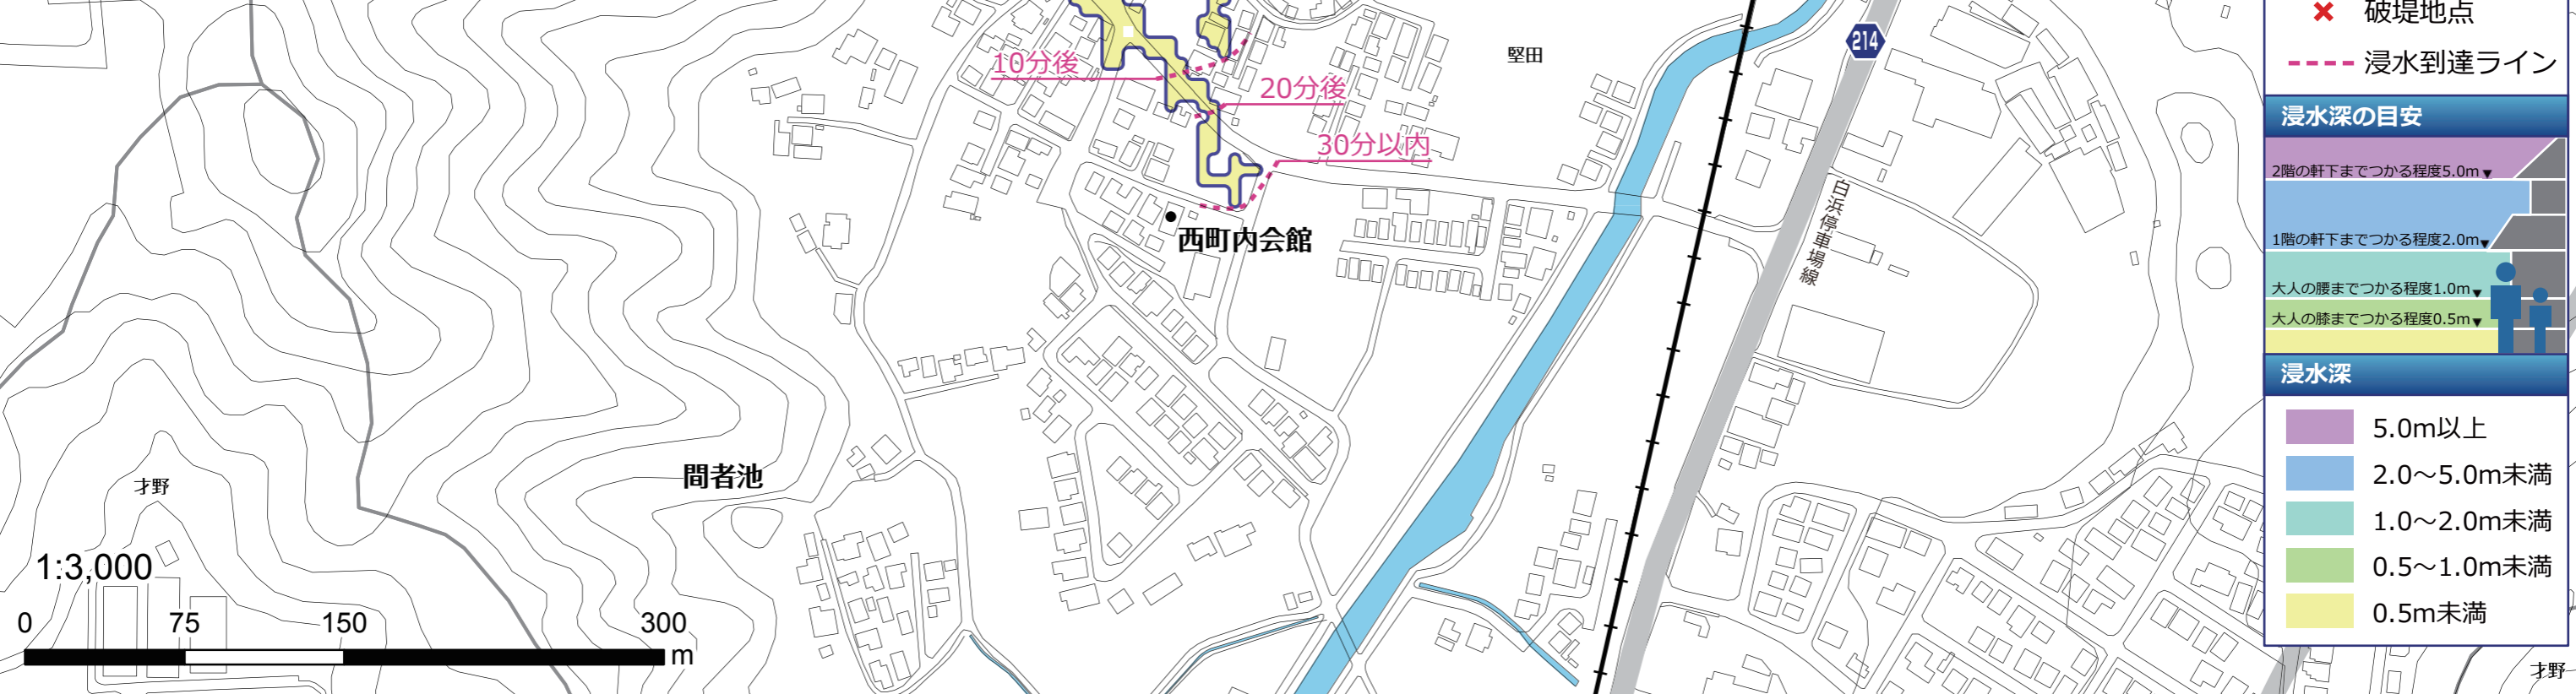 破堤地点
浸水到達ライン
浸水深の目安
2階の軒下までつかる程度5.0m▼
1階の軒下までつかる程度2.0m▼
大人の腰までつかる程度1.0m▼
大人の膝までつかる程度0.5m▼
浸水深
5.0m以上
2.0～5.0m未満
1.0～2.0m未満
0.5～1.0m未満
0.5m未満
10分後
20分後
30分以内
堅田
214
白浜停車場線
西町内会館
間者池
才野
1:3,000
0 75 150 300
m
才野